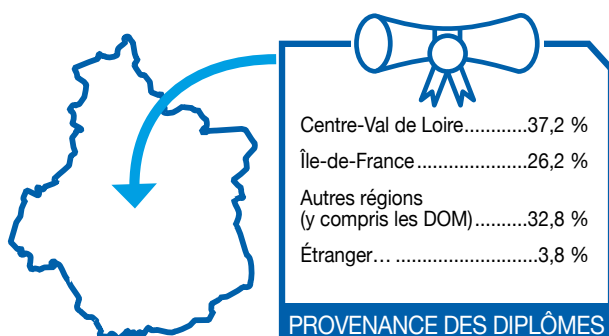 Centre-Val de Loire...........37,2 %
Île-de-France................26,2 %
Autres régions
(y compris les DOM)..........32,8 %
Étranger… ......................3,8 %
PROVENANCE DES DIPLÔMES